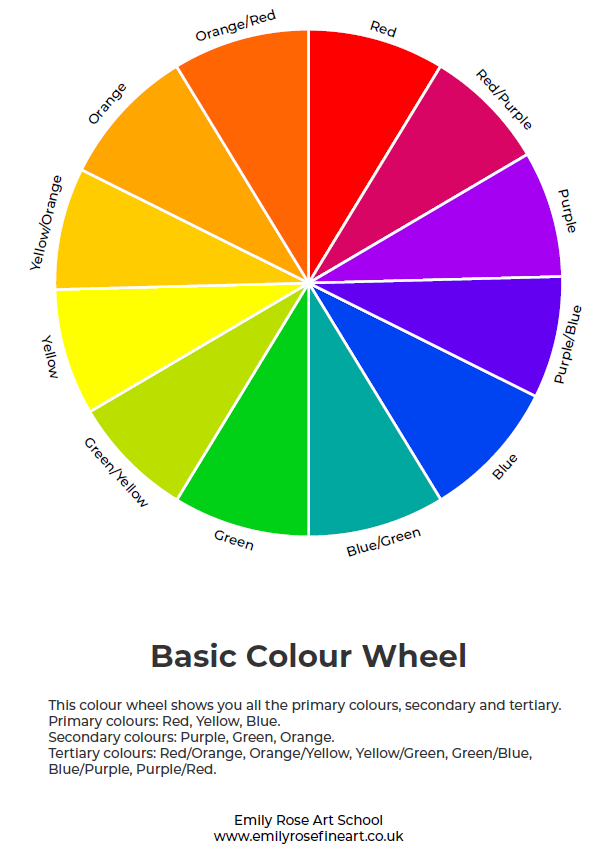 Orange/Red
Red
Red/Purple
Purple
Purple/Blue
Blue
Blue/Green
Green
Green/Yellow
Yellow
Yellow/Orange
Orange
Basic Colour Wheel
This colour wheel shows you all the primary colours, secondary and tertiary.
Primary colours: Red, Yellow, Blue.
Secondary colours: Purple, Green, Orange.
Tertiary colours: Red/Orange, Orange/Yellow, Yellow/Green, Green/Blue,
Blue/Purple, Purple/Red.
Emily Rose Art School
www.emilyrosefineart.co.uk